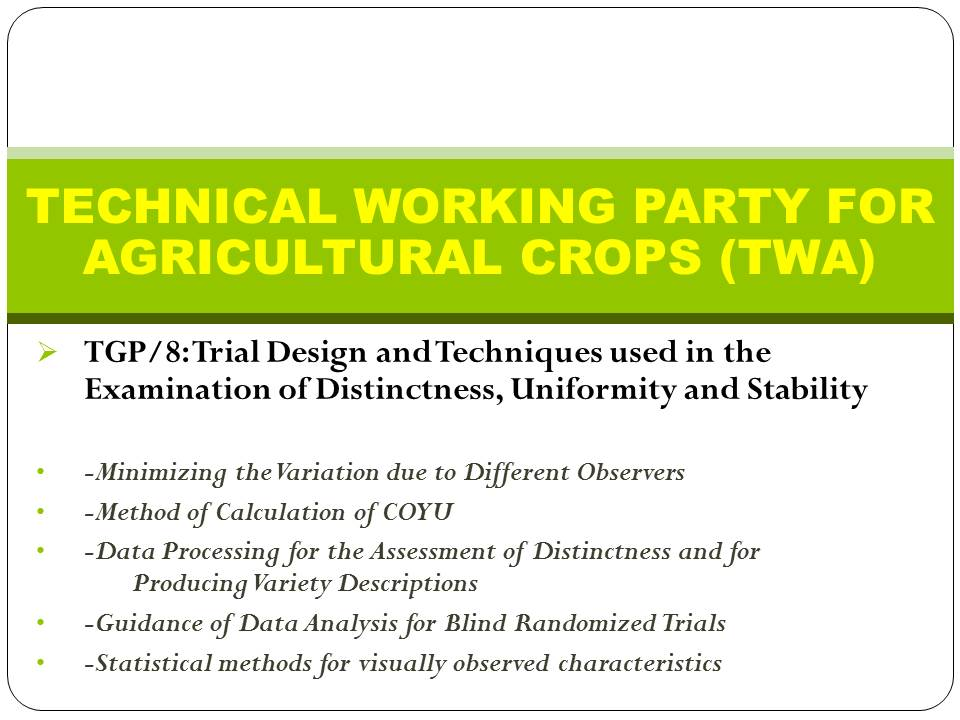 TECHNICAL WORKING PARTY FOR
AGRICULTURAL CROPS (TWA)
➢ TGP/8: Trial Design and Techniques used in the
Examination of Distinctness, Uniformity and Stability
• -Minimizing the Variation due to Different Observers
• -Method of Calculation of COYU
• -Data Processing for the Assessment of Distinctness and for
Producing Variety Descriptions
• -Guidance of Data Analysis for Blind Randomized Trials
• -Statistical methods for visually observed characteristics